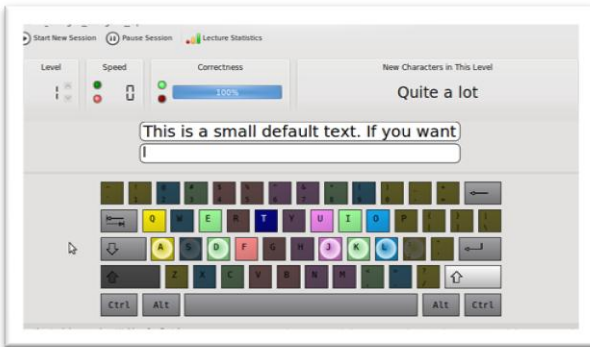 Start New Session Pause Session Lecture Statistics
Level Speed Correctness New Characters in This Level
1 0 100% Quite a lot
This is a small default text. If you want
Q W E R T Y U I O P
A S D F G H J K L
Z X C V B N M
Ctrl Alt Alt Ctrl